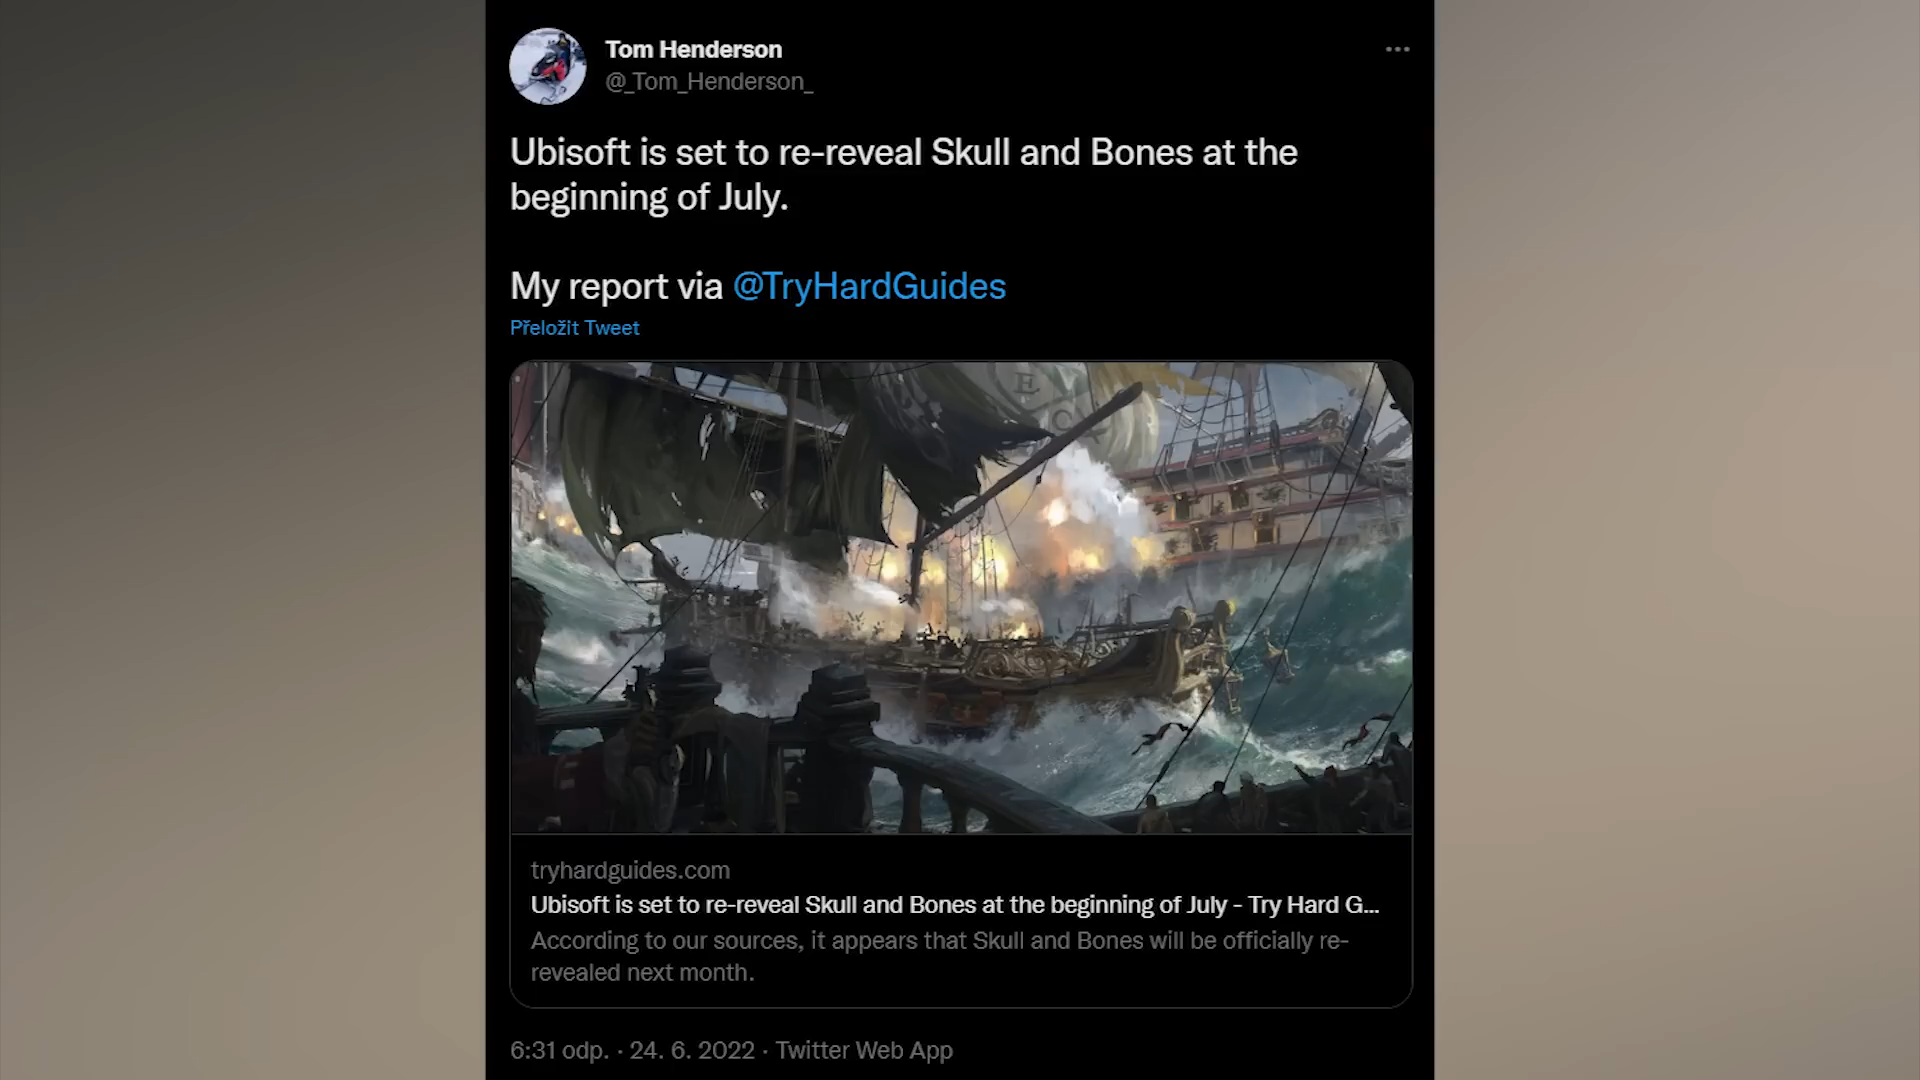 Tom Henderson
@_Tom_Henderson_
Ubisoft is set to re-reveal Skull and Bones at the
beginning of July.
My report via @TryHardGuides
Přeložit Tweet
tryhardguides.com
Ubisoft is set to re-reveal Skull and Bones at the beginning of July - Try Hard G...
According to our sources, it appears that Skull and Bones will be officially re-
revealed next month.
6:31 odp. · 24. 6. 2022 · Twitter Web App